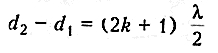 d₂ - d₁ = (2k + 1) λ/2